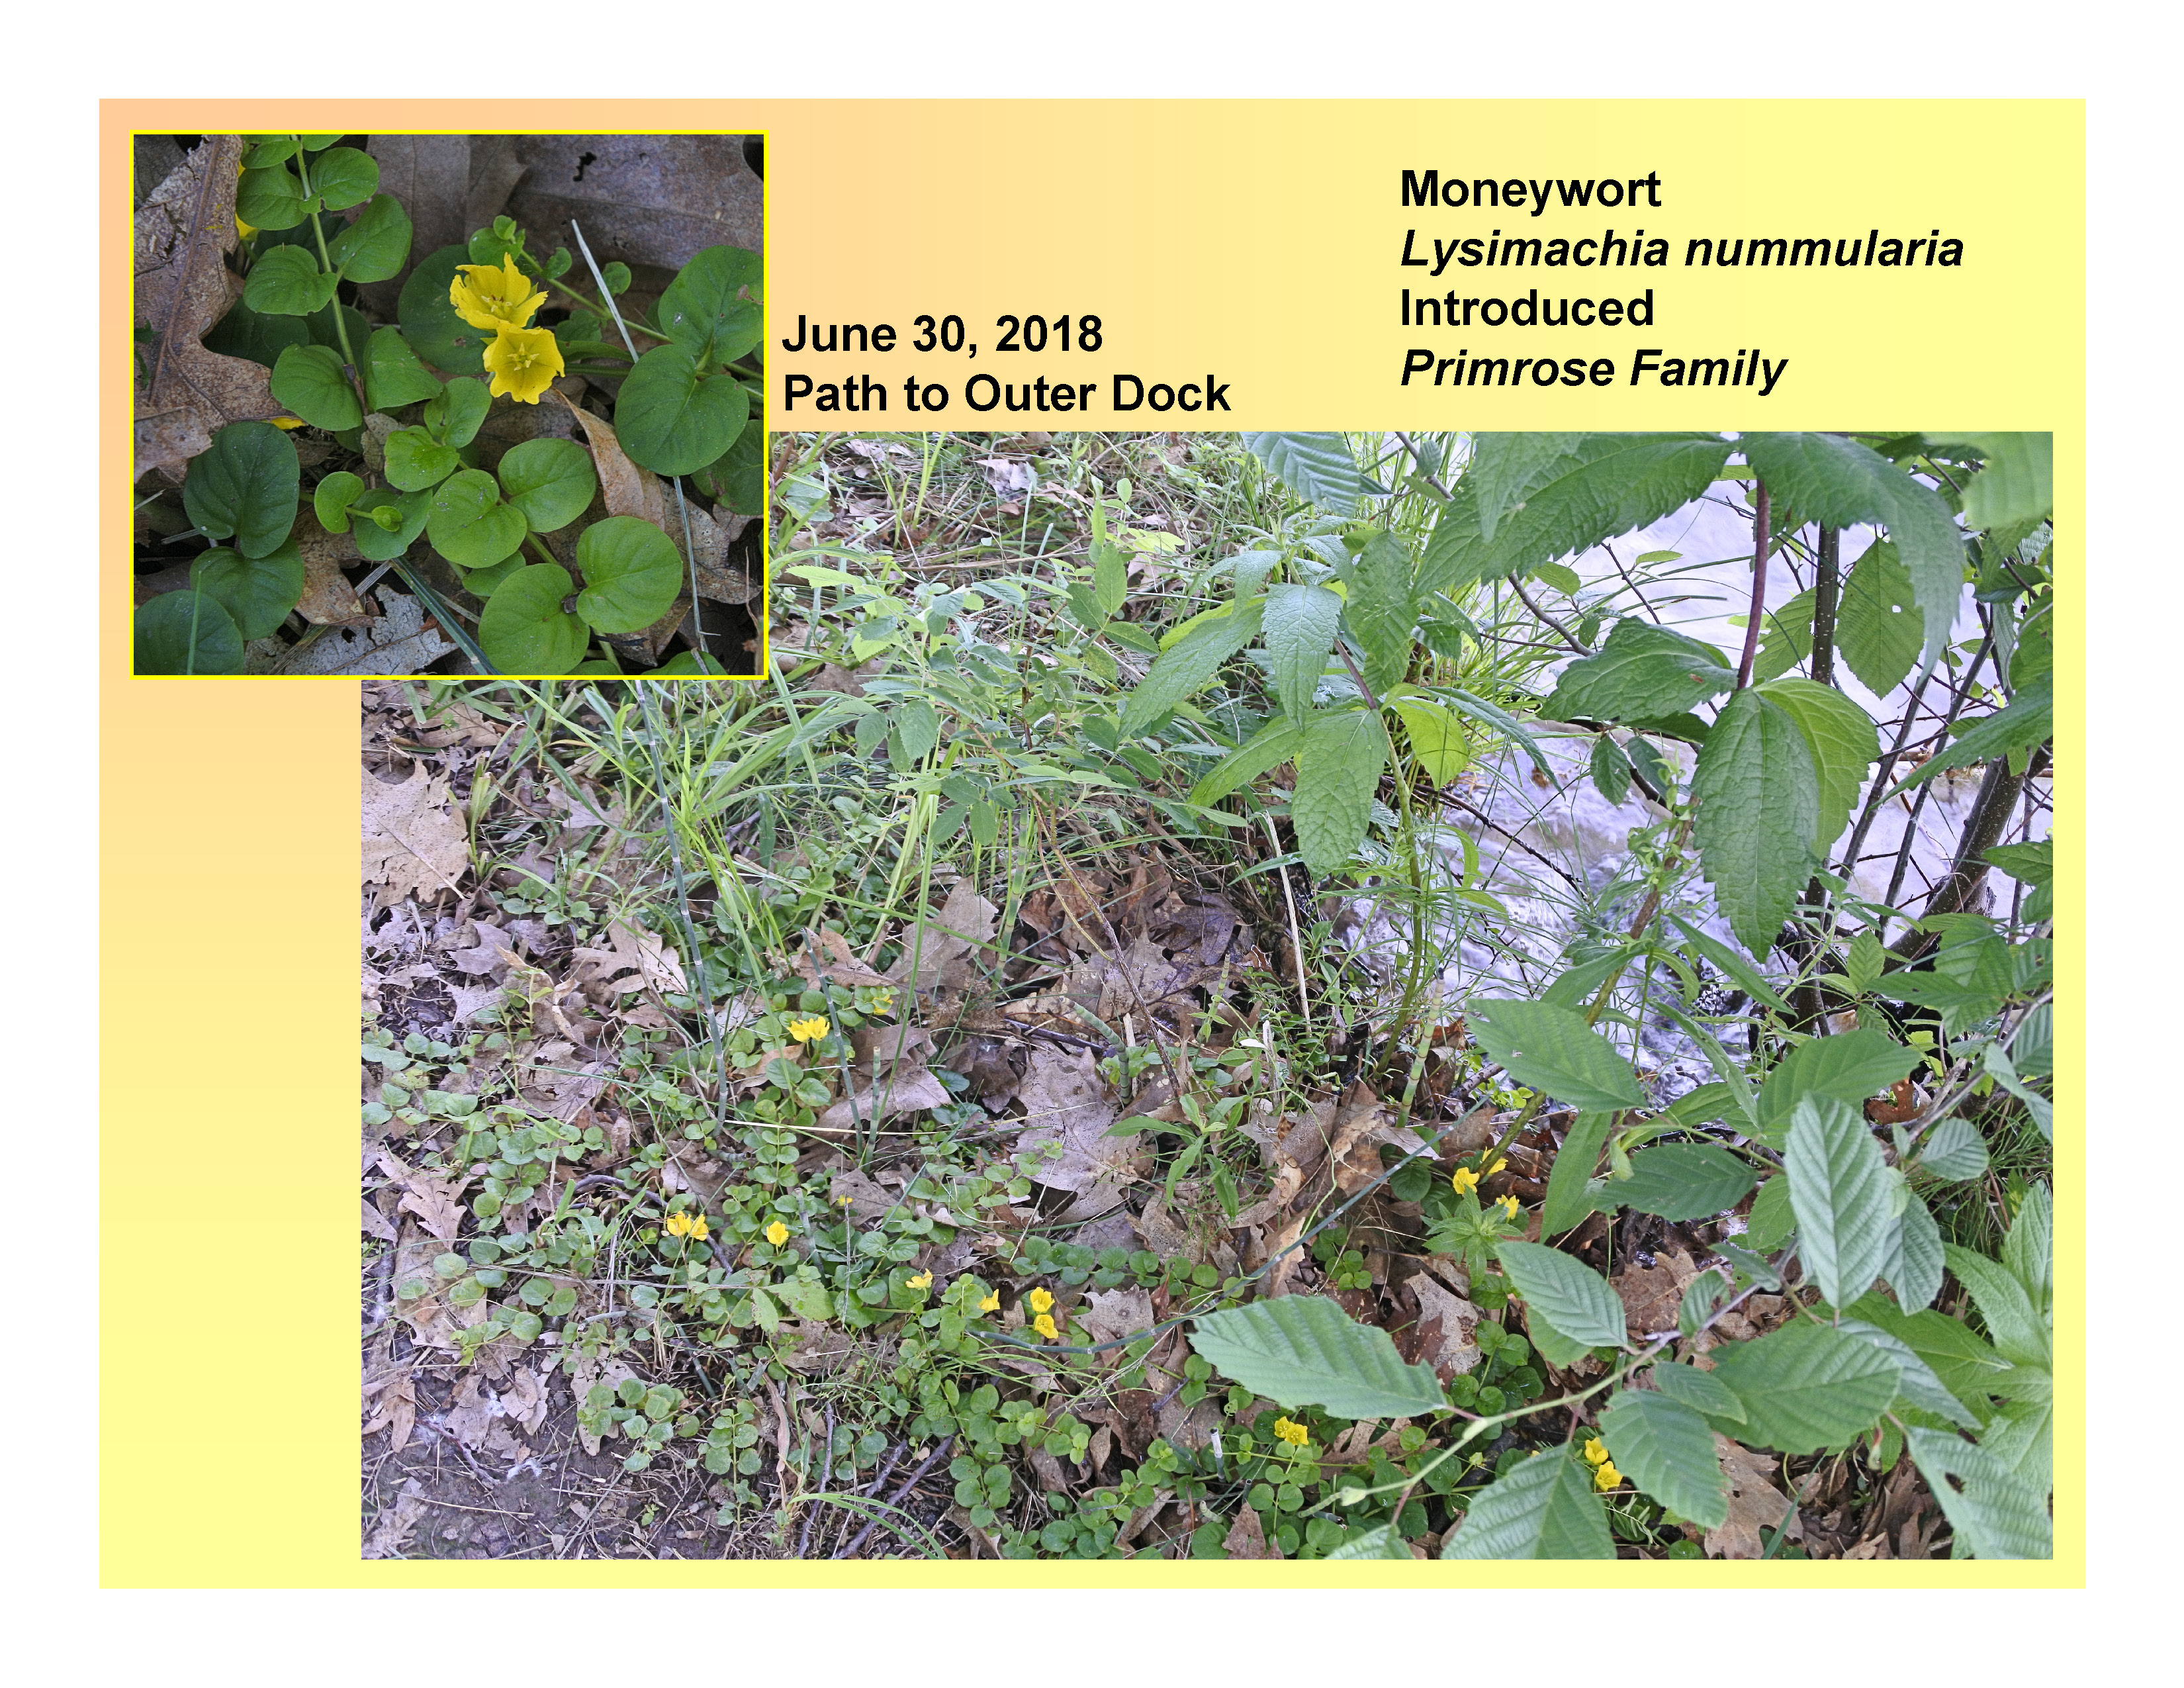 June 30, 2018
Path to Outer Dock
Moneywort
Lysimachia nummularia
Introduced
Primrose Family